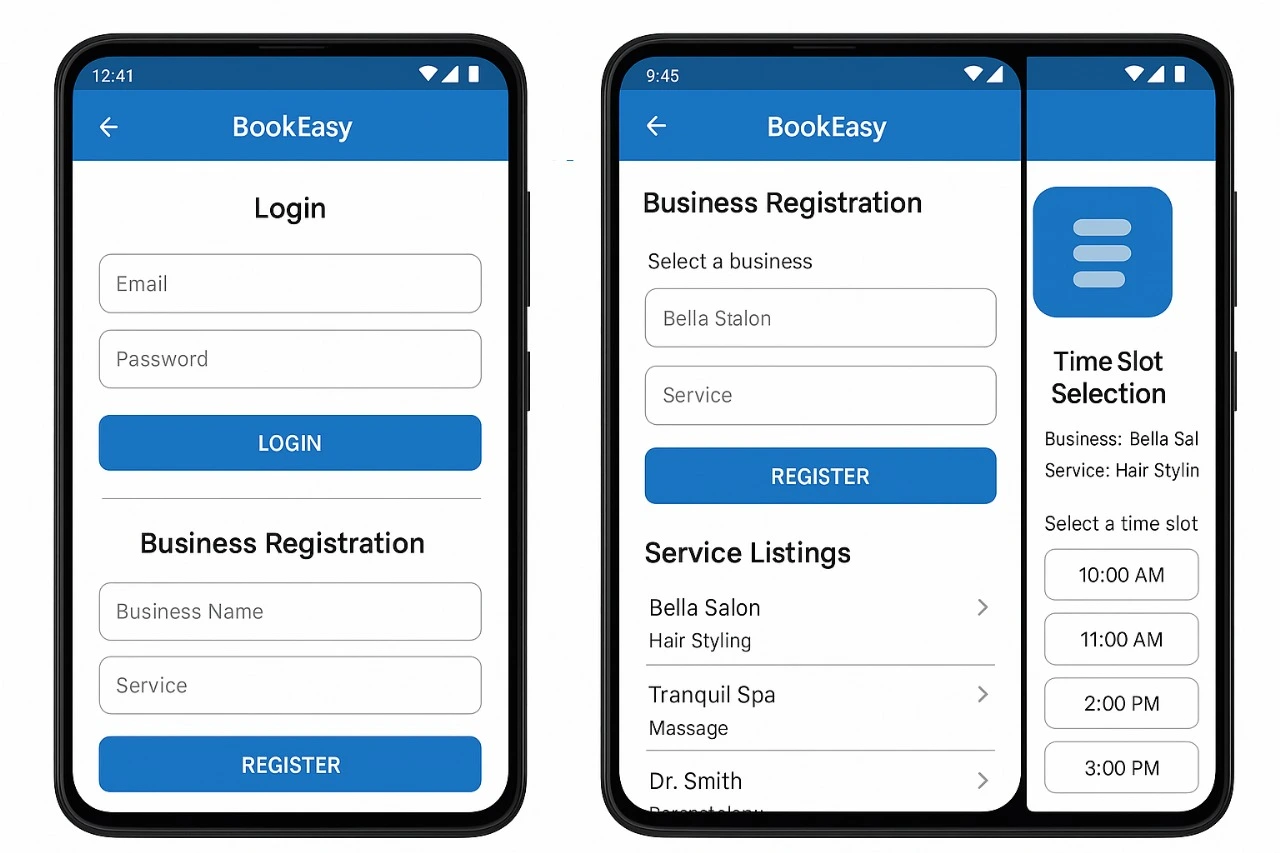 12:41
BookEasy
Login
Email
Password
LOGIN
Business Registration
Business Name
Service
REGISTER
9:45
BookEasy
Business Registration
Select a business
Bella Stalon
Service
REGISTER
Service Listings
Bella Salon
Hair Styling
Tranquil Spa
Massage
Dr. Smith
Time Slot
Selection
Business: Bella Sal
Service: Hair Stylin
Select a time slot
10:00 AM
11:00 AM
2:00 PM
3:00 PM